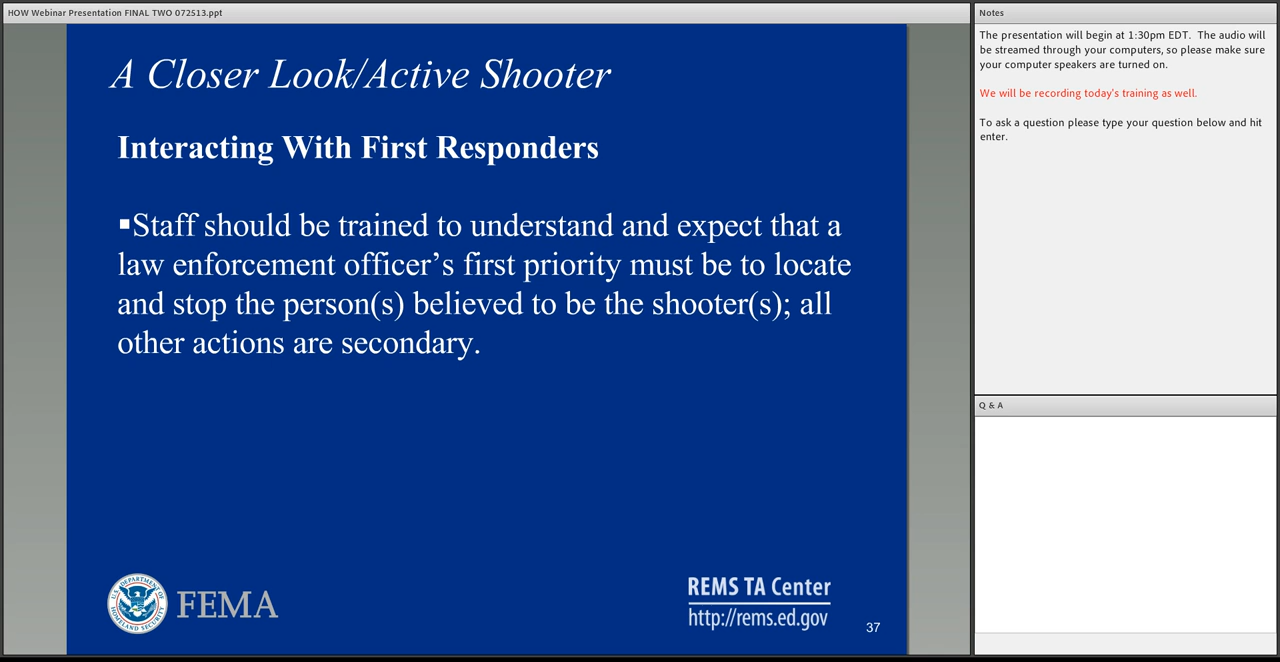 HOW Webinar Presentation FINAL TWO 072513.ppt
A Closer Look/Active Shooter
Interacting With First Responders
▪Staff should be trained to understand and expect that a
law enforcement officer’s first priority must be to locate
and stop the person(s) believed to be the shooter(s); all
other actions are secondary.
U.S. DEPARTMENT OF HOMELAND SECURITY
FEMA
REMS TA Center
http://rems.ed.gov
37
Notes
The presentation will begin at 1:30pm EDT. The audio will
be streamed through your computers, so please make sure
your computer speakers are turned on.
We will be recording today's training as well.
To ask a question please type your question below and hit
enter.
Q & A